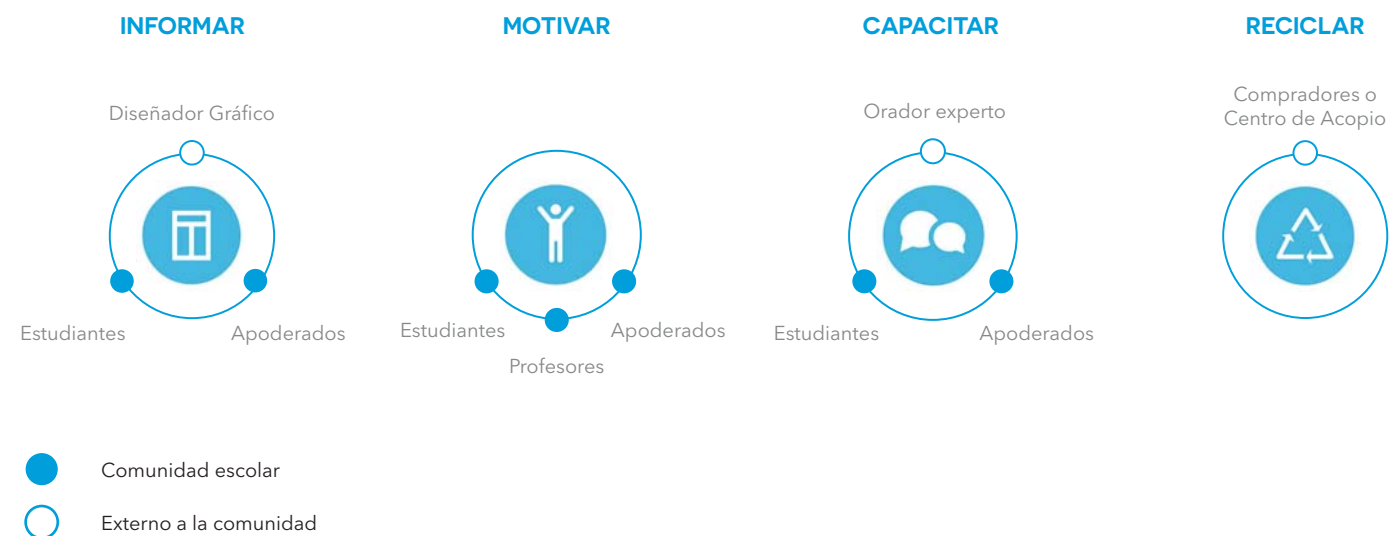 INFORMAR
Diseñador Gráfico
Estudiantes
Apoderados
MOTIVAR
Estudiantes
Apoderados
Profesores
CAPACITAR
Orador experto
Estudiantes
Apoderados
RECICLAR
Compradores o
Centro de Acopio
Comunidad escolar
Externo a la comunidad